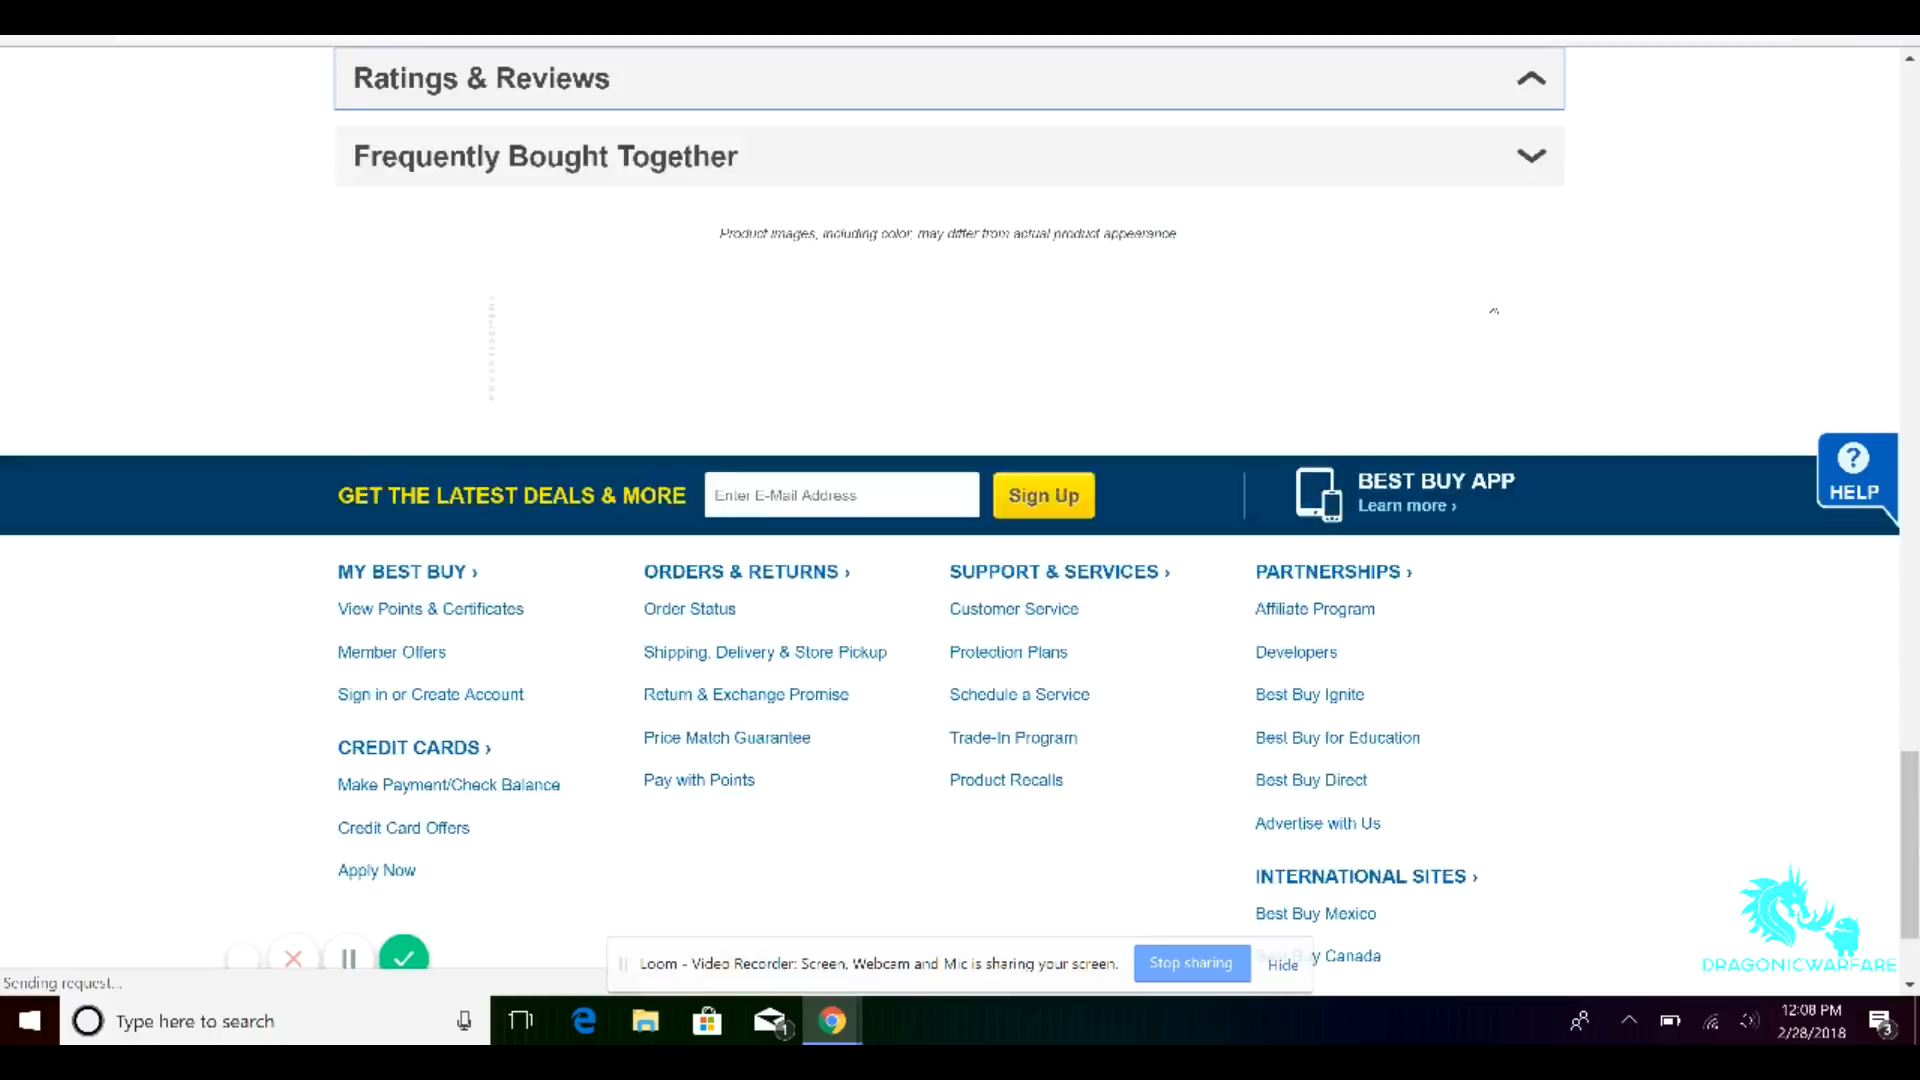 Ratings & Reviews
Frequently Bought Together
Product images, including color, may differ from actual product appearance
GET THE LATEST DEALS & MORE
Enter E-Mail Address
Sign Up
BEST BUY APP
Learn more ›
?
HELP
MY BEST BUY ›
View Points & Certificates
Member Offers
Sign in or Create Account
CREDIT CARDS ›
Make Payment/Check Balance
Credit Card Offers
Apply Now
ORDERS & RETURNS ›
Order Status
Shipping, Delivery & Store Pickup
Return & Exchange Promise
Price Match Guarantee
Pay with Points
SUPPORT & SERVICES ›
Customer Service
Protection Plans
Schedule a Service
Trade-In Program
Product Recalls
PARTNERSHIPS ›
Affiliate Program
Developers
Best Buy Ignite
Best Buy for Education
Best Buy Direct
Advertise with Us
INTERNATIONAL SITES ›
Best Buy Mexico
Best Buy Canada
DRAGONICWARFARE
Loom - Video Recorder: Screen, Webcam and Mic is sharing your screen.
Stop sharing
Hide
Sending request...
Type here to search
1
12:08 PM
2/28/2018
3